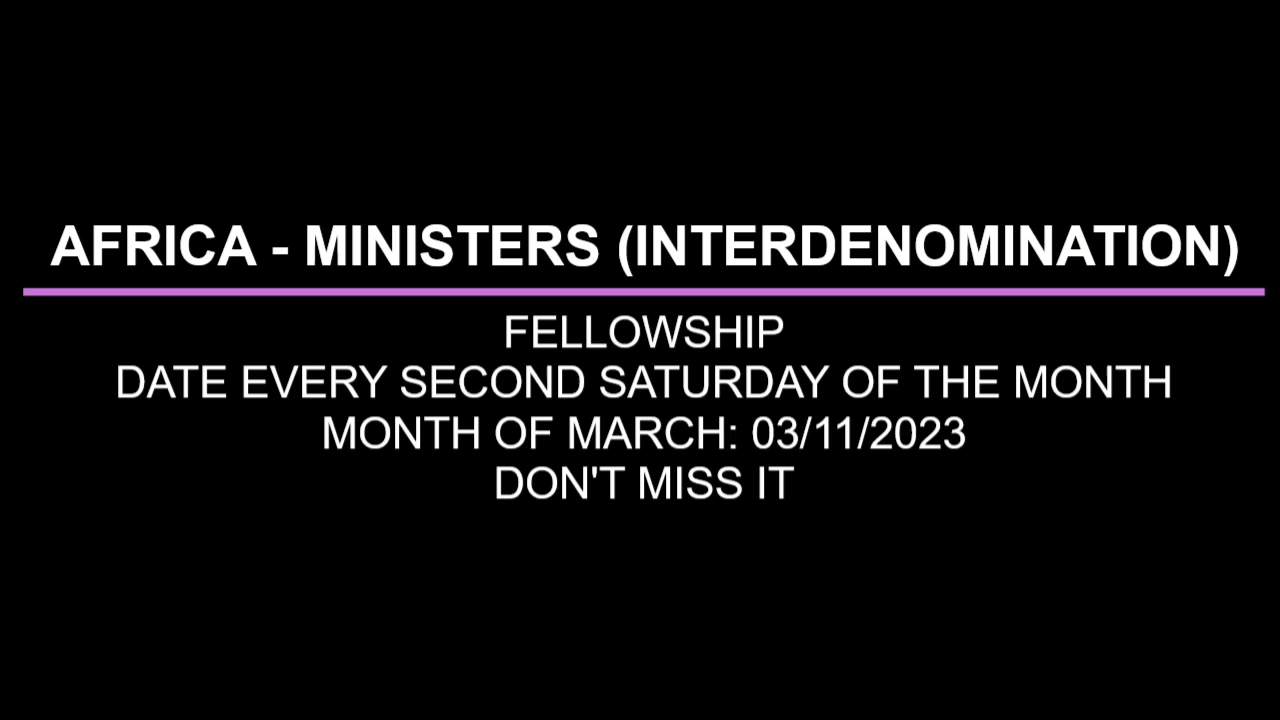 AFRICA - MINISTERS (INTERDENOMINATION)
FELLOWSHIP
DATE EVERY SECOND SATURDAY OF THE MONTH
MONTH OF MARCH: 03/11/2023
DON'T MISS IT